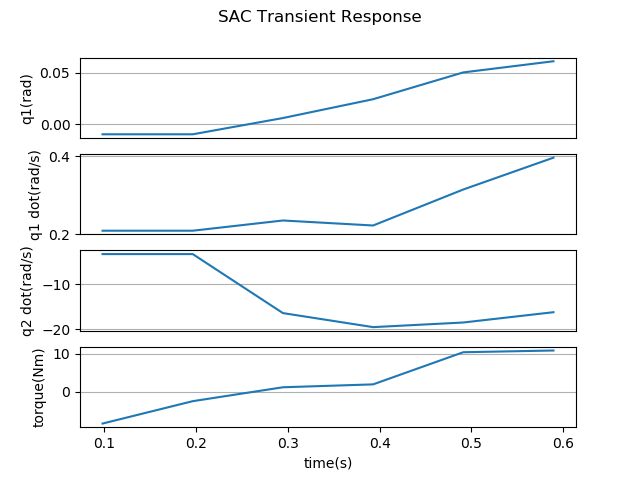 SAC Transient Response
0.05
0.00
q1(rad)
0.4
0.2
q1 dot(rad/s)
−10
−20
q2 dot(rad/s)
10
0
torque(Nm)
0.1 0.2 0.3 0.4 0.5 0.6
time(s)